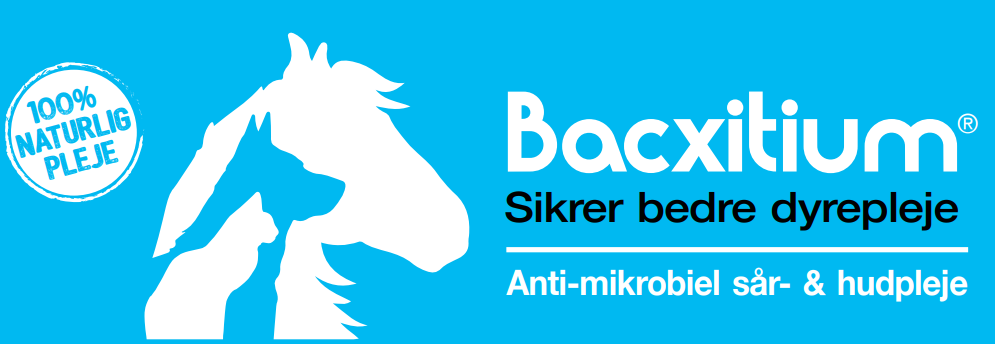 100%
NATURLIG
PLEJE
Bacxitium®
Sikrer bedre dyrepleje
Anti-mikrobiel sår- & hudpleje